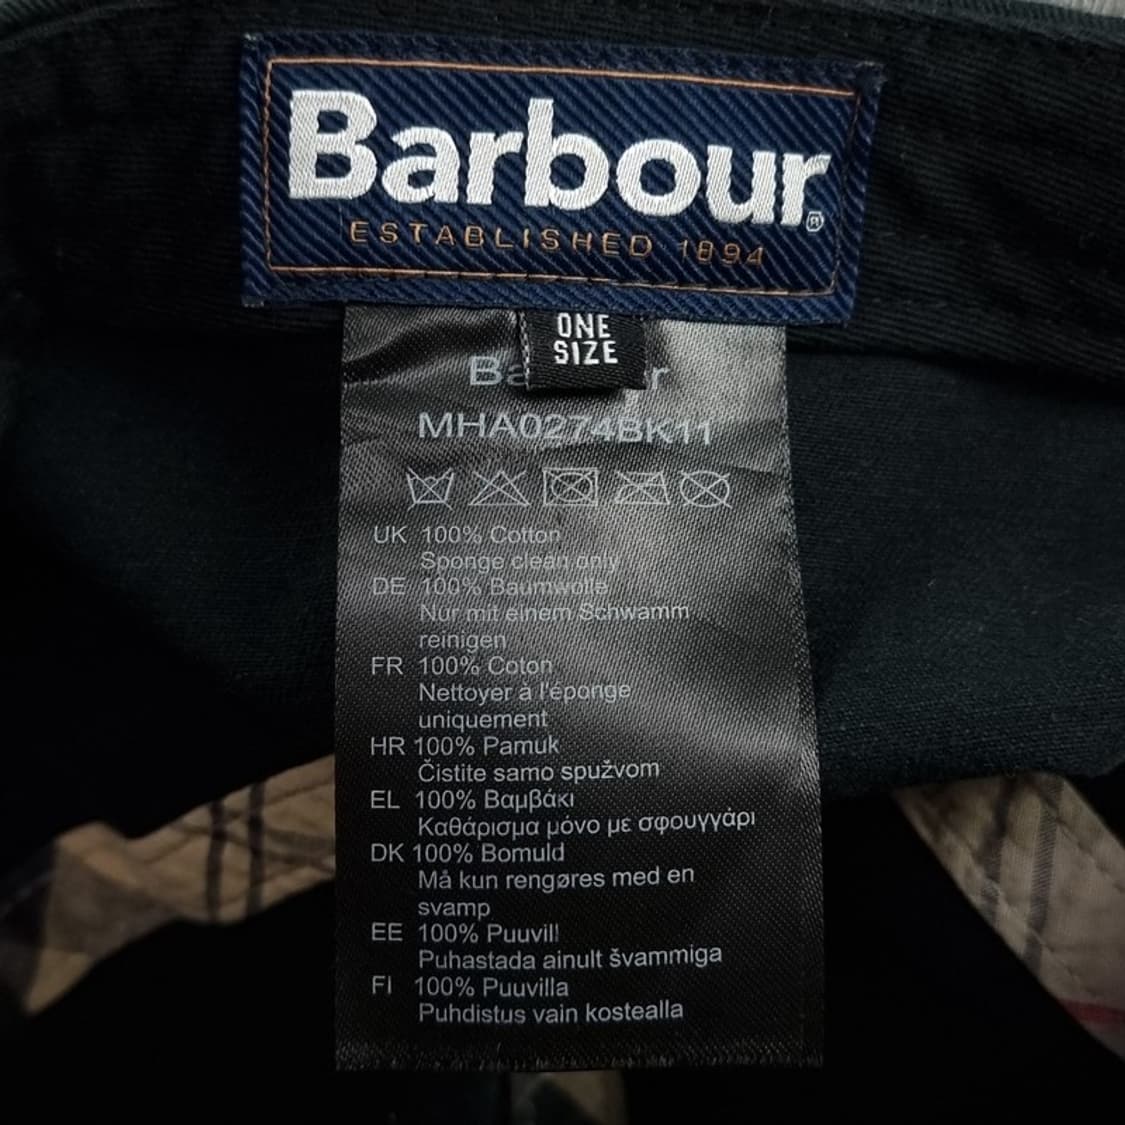 Barbour®
ESTABLISHED 1894
ONE
SIZE
MHA0274BK11
UK 100% Cotton
Sponge clean only
DE 100% Baumwolle
Nur mit einem Schwamm
reinigen
FR 100% Coton
Nettoyer à l'éponge
uniquement
HR 100% Pamuk
Čistite samo spužvom
EL 100% Βαμβάκι
Καθάρισμα μόνο με σφουγγάρι
DK 100% Bomuld
Må kun rengøres med en
svamp
EE 100% Puuvill
Puhastada ainult švammiga
FI 100% Puuvilla
Puhdistus vain kostealla